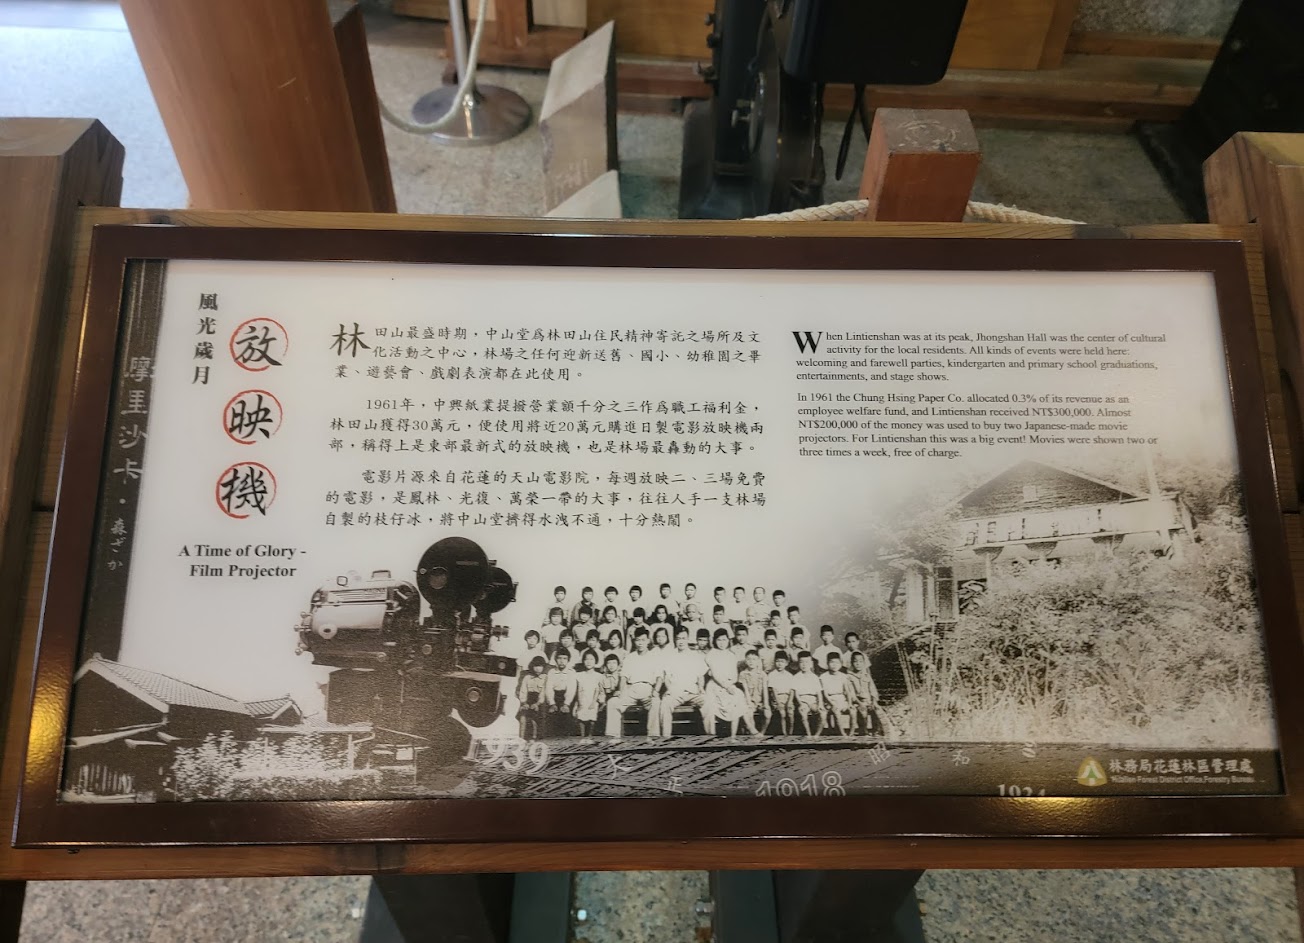 風光歲月
放映機
A Time of Glory -
Film Projector
摩里沙卡・森ざか
林田山最盛時期，中山堂為林田山住民精神寄託之場所及文
化活動之中心，林場之任何迎新送舊、國小、幼稚園之畢
業、遊藝會、戲劇表演都在此使用。
1961年，中興紙業提撥營業額千分之三作為職工福利金，
林田山獲得30萬元，便使用將近20萬元購進日製電影放映機兩
部，稱得上是東部最新式的放映機，也是林場最轟動的大事。
電影片源來自花蓮的天山電影院，每週放映二、三場免費
的電影，是鳳林、光復、萬榮一帶的大事，往往人手一支林場
自製的枝仔冰，將中山堂擠得水洩不通，十分熱鬧。
When Lintienshan was at its peak, Jhongshan Hall was the center of cultural
activity for the local residents. All kinds of events were held here:
welcoming and farewell parties, kindergarten and primary school graduations,
entertainments, and stage shows.
In 1961 the Chung Hsing Paper Co. allocated 0.3% of its revenue as an
employee welfare fund, and Lintienshan received NT$300,000. Almost
NT$200,000 of the money was used to buy two Japanese-made movie
projectors. For Lintienshan this was a big event! Movies were shown two or
three times a week, free of charge.
1939
大正
1918
昭和
1924
林務局花蓮林區管理處
Hualien Forest District Office, Forestry Bureau